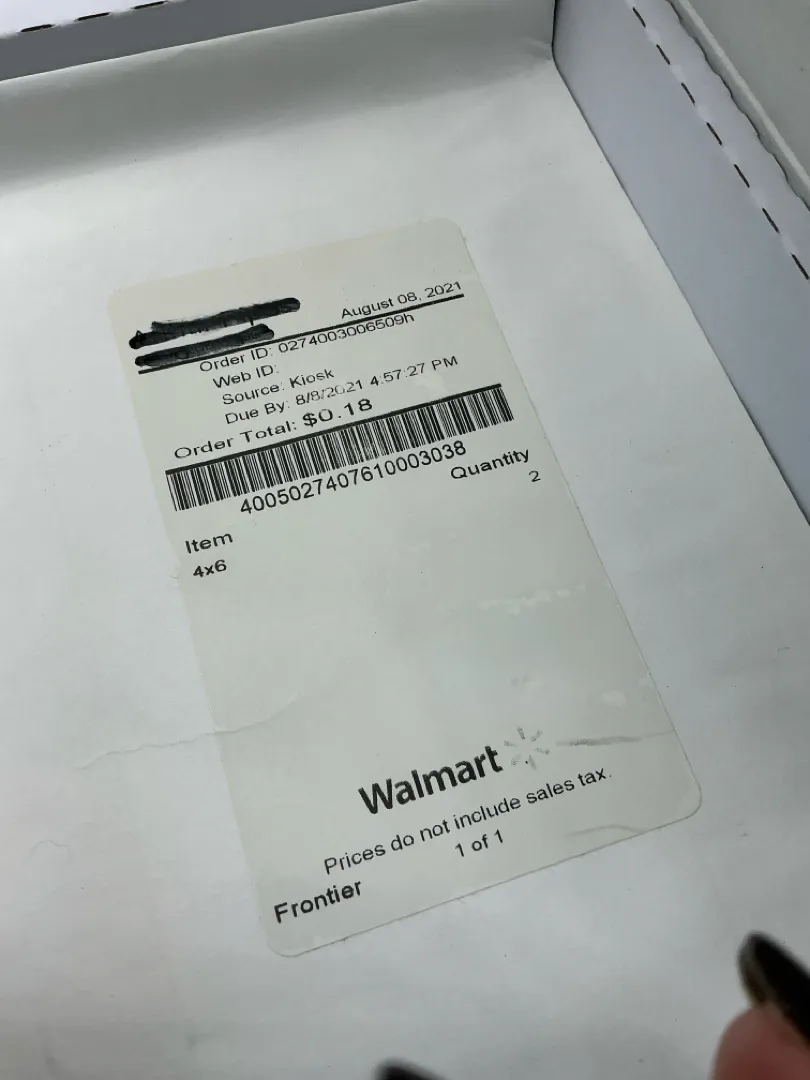 August 08, 2021
Order ID: 0274003006509h
Web ID:
Source: Kiosk
Due By: 8/8/2021 4:57:27 PM
Order Total: $0.18
4005027407610003038
Item Quantity
4x6 2
Walmart
Prices do not include sales tax.
1 of 1
Frontier